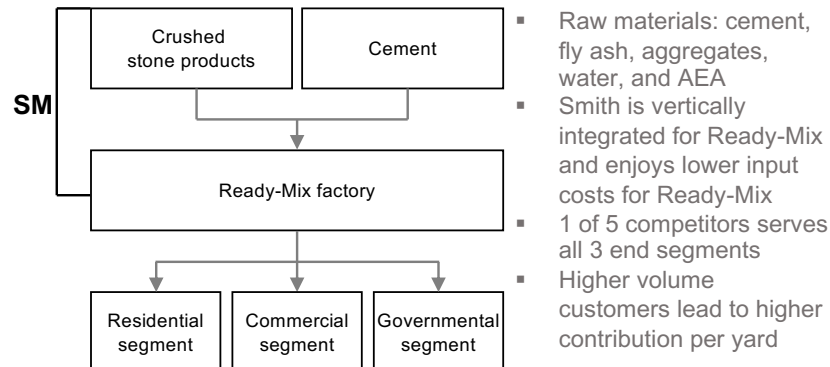 Crushed
stone products
Cement
SM
Ready-Mix factory
Residential
segment
Commercial
segment
Governmental
segment
▪ Raw materials: cement,
fly ash, aggregates,
water, and AEA
▪ Smith is vertically
integrated for Ready-Mix
and enjoys lower input
costs for Ready-Mix
▪ 1 of 5 competitors serves
all 3 end segments
▪ Higher volume
customers lead to higher
contribution per yard